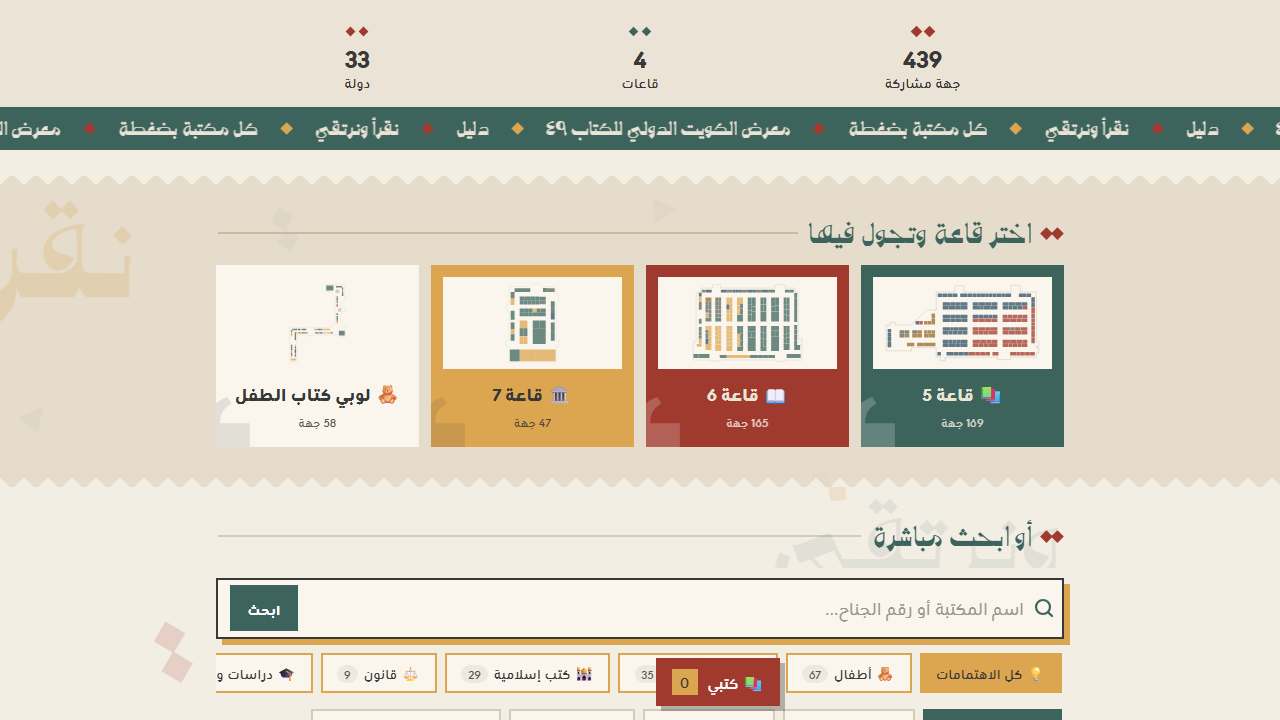 439
جهة مشاركة
4
قاعات
33
دولة
دليل ◆ نقرأ ونرتقي ◆ كل مكتبة بضغطة ◆ معرض الكويت الدولي للكتاب ٤٩ ◆ دليل ◆ نقرأ ونرتقي ◆ كل مكتبة بضغطة ◆ معرض
نقر
اختر قاعة وتجول فيها
قاعة 5
169 جهة
قاعة 6
165 جهة
قاعة 7
47 جهة
لوبي كتاب الطفل
58 جهة
ونرتقي
أو ابحث مباشرة
اسم المكتبة أو رقم الجناح...
ابحث
كل الاهتمامات
أطفال 67
35
كتب إسلامية 29
قانون 9
دراسات و
كتبي 0